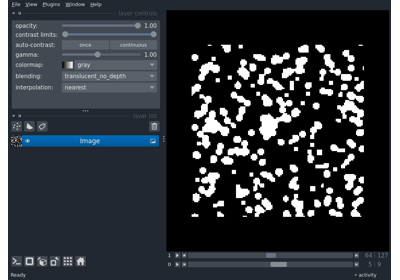 File View Plugins Window Help
layer controls
opacity: 1.00
contrast limits:
auto-contrast: once continuous
gamma: 1.00
colormap: gray
blending: translucent_no_depth
interpolation: nearest
layer list
Image
1 64 127
0 5 9
Ready
activity